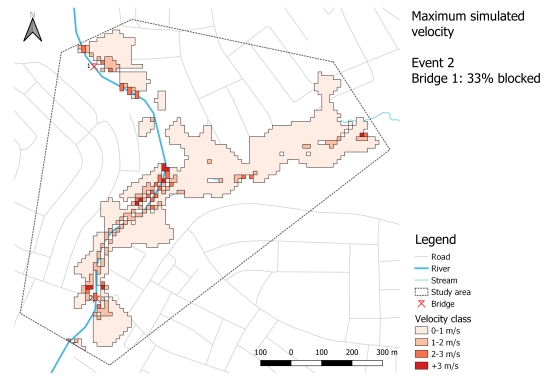 N
Maximum simulated
velocity
Event 2
Bridge 1: 33% blocked
1
Legend
Road
River
Stream
Study area
Bridge
Velocity class
0-1 m/s
1-2 m/s
2-3 m/s
+3 m/s
100 0 100 200 300 m